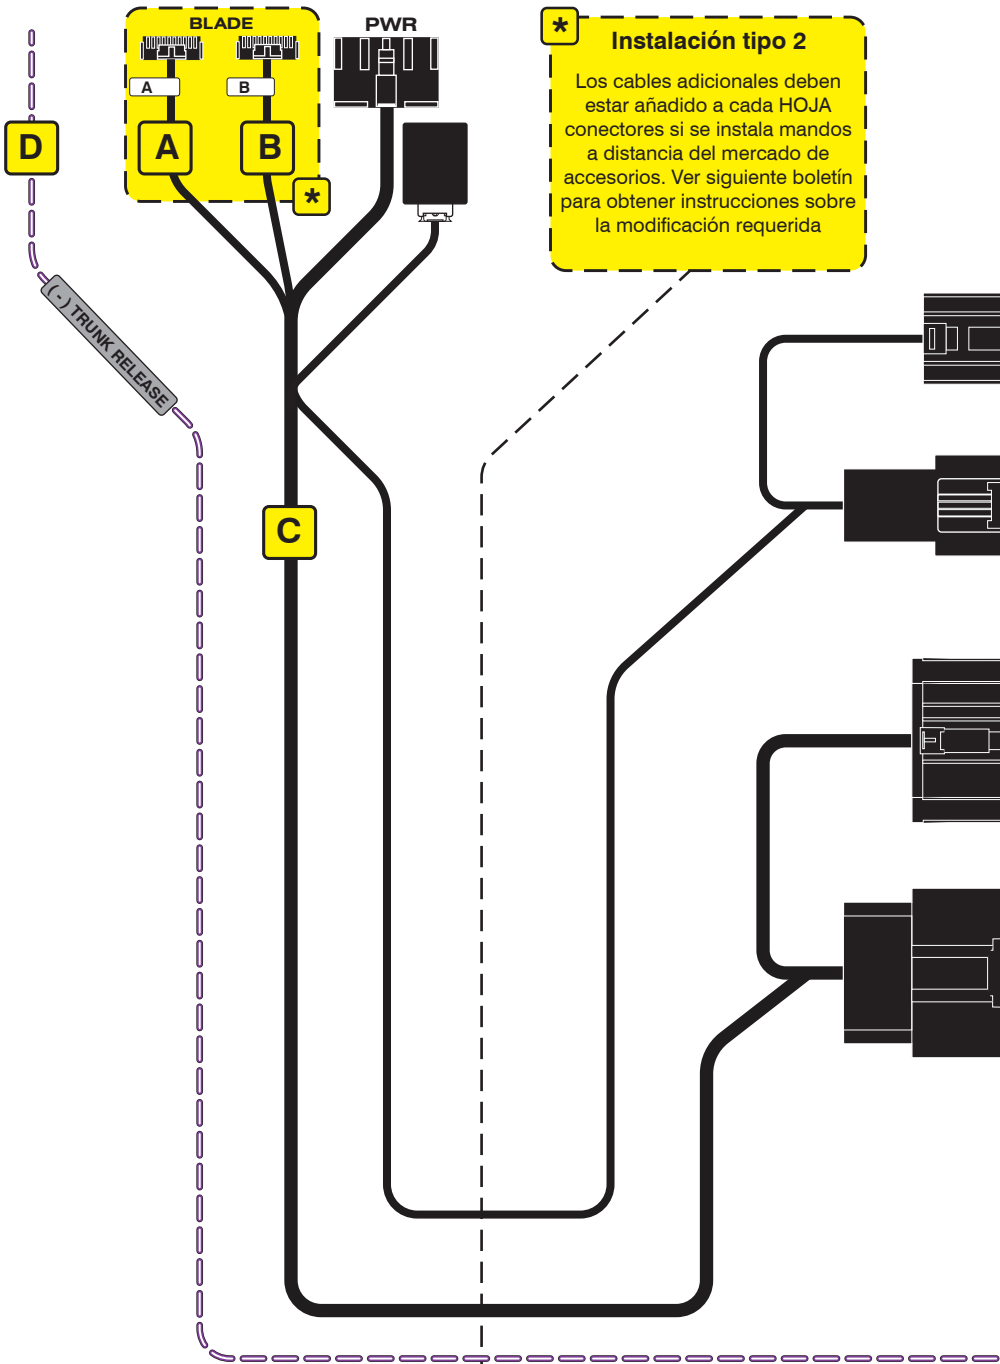 BLADE
PWR
*
Instalación tipo 2
Los cables adicionales deben
estar añadido a cada HOJA
conectores si se instala mandos
a distancia del mercado de
accesorios. Ver siguiente boletín
para obtener instrucciones sobre
la modificación requerida
A
B
D
A
B
*
( - ) TRUNK RELEASE
C